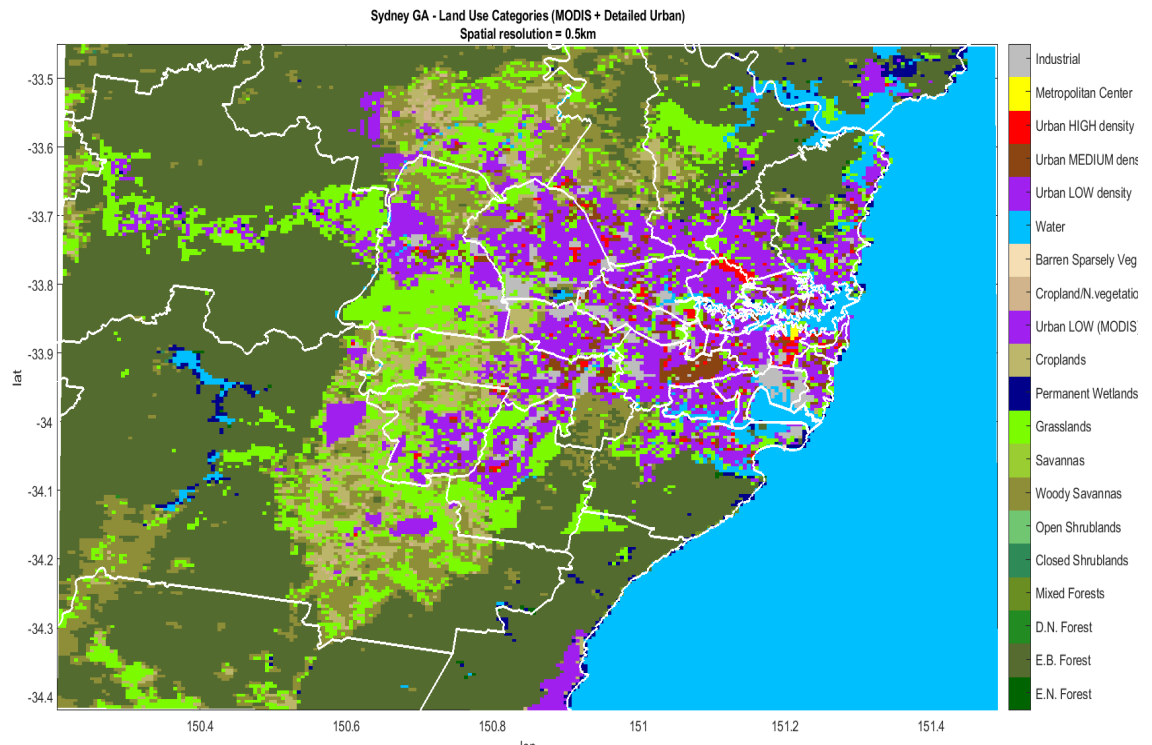 Sydney GA - Land Use Categories (MODIS + Detailed Urban)
Spatial resolution = 0.5km
-33.5
-33.6
-33.7
-33.8
-33.9
-34
-34.1
-34.2
-34.3
-34.4
lat
150.4
150.6
150.8
151
151.2
151.4
Industrial
Metropolitan Center
Urban HIGH density
Urban MEDIUM dens
Urban LOW density
Water
Barren Sparsely Veg
Cropland/N.vegetatio
Urban LOW (MODIS)
Croplands
Permanent Wetlands
Grasslands
Savannas
Woody Savannas
Open Shrublands
Closed Shrublands
Mixed Forests
D.N. Forest
E.B. Forest
E.N. Forest